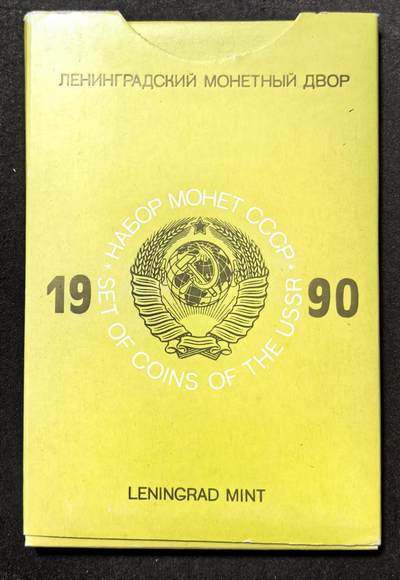 ЛЕНИНГРАДСКИЙ МОНЕТНЫЙ ДВОР
· НАБОР МОНЕТ СССР ·
19 90
SET OF COINS OF THE USSR
LENINGRAD MINT